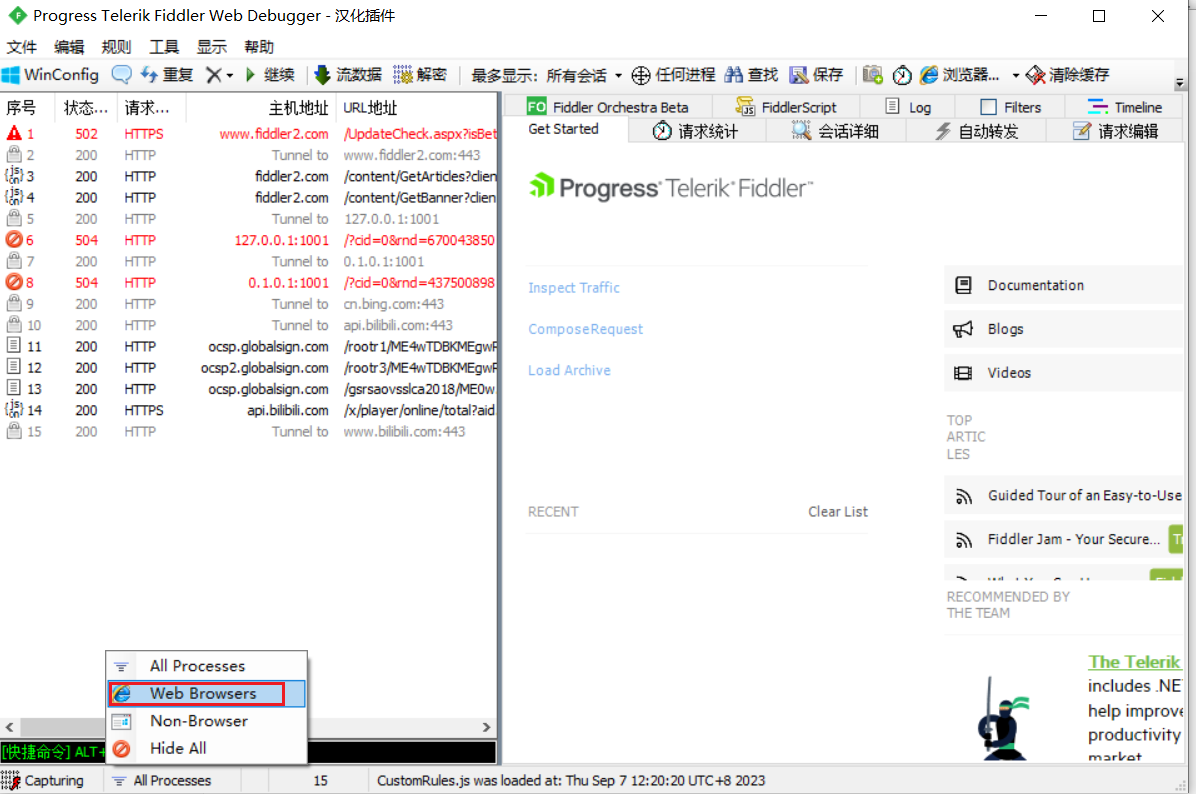 Progress Telerik Fiddler Web Debugger - 汉化插件
文件 编辑 规则 工具 显示 帮助
WinConfig 重复 继续 流数据 解密 最多显示: 所有会话 任何进程 查找 保存 浏览器... 清除缓存
序号 状态... 请求... 主机地址 URL地址
1 502 HTTPS www.fiddler2.com /UpdateCheck.aspx?isBet
2 200 HTTP Tunnel to www.fiddler2.com:443
3 200 HTTP fiddler2.com /content/GetArticles?clien
4 200 HTTP fiddler2.com /content/GetBanner?clien
5 200 HTTP Tunnel to 127.0.0.1:1001
6 504 HTTP 127.0.0.1:1001 /?cid=0&rnd=670043850
7 200 HTTP Tunnel to 0.1.0.1:1001
8 504 HTTP 0.1.0.1:1001 /?cid=0&rnd=437500898
9 200 HTTP Tunnel to cn.bing.com:443
10 200 HTTP Tunnel to api.bilibili.com:443
11 200 HTTP ocsp.globalsign.com /rootr1/ME4wTDBKMEgwF
12 200 HTTP ocsp2.globalsign.com /rootr3/ME4wTDBKMEgwF
13 200 HTTP ocsp.globalsign.com /gsrsaovsslca2018/ME0w
14 200 HTTPS api.bilibili.com /x/player/online/total?aid
15 200 HTTP Tunnel to www.bilibili.com:443
All Processes
Web Browsers
Non-Browser
Hide All
[快捷命令] ALT+
Capturing All Processes 15 CustomRules.js was loaded at: Thu Sep 7 12:20:20 UTC+8 2023
FO Fiddler Orchestra Beta FiddlerScript Log Filters Timeline
Get Started 请求统计 会话详细 自动转发 请求编辑
Progress Telerik Fiddler
Inspect Traffic
ComposeRequest
Load Archive
RECENT Clear List
Documentation
Blogs
Videos
TOP
ARTIC
LES
Guided Tour of an Easy-to-Use
Fiddler Jam - Your Secure...
RECOMMENDED BY
THE TEAM
The Telerik
includes .NE
help improve
productivity
market